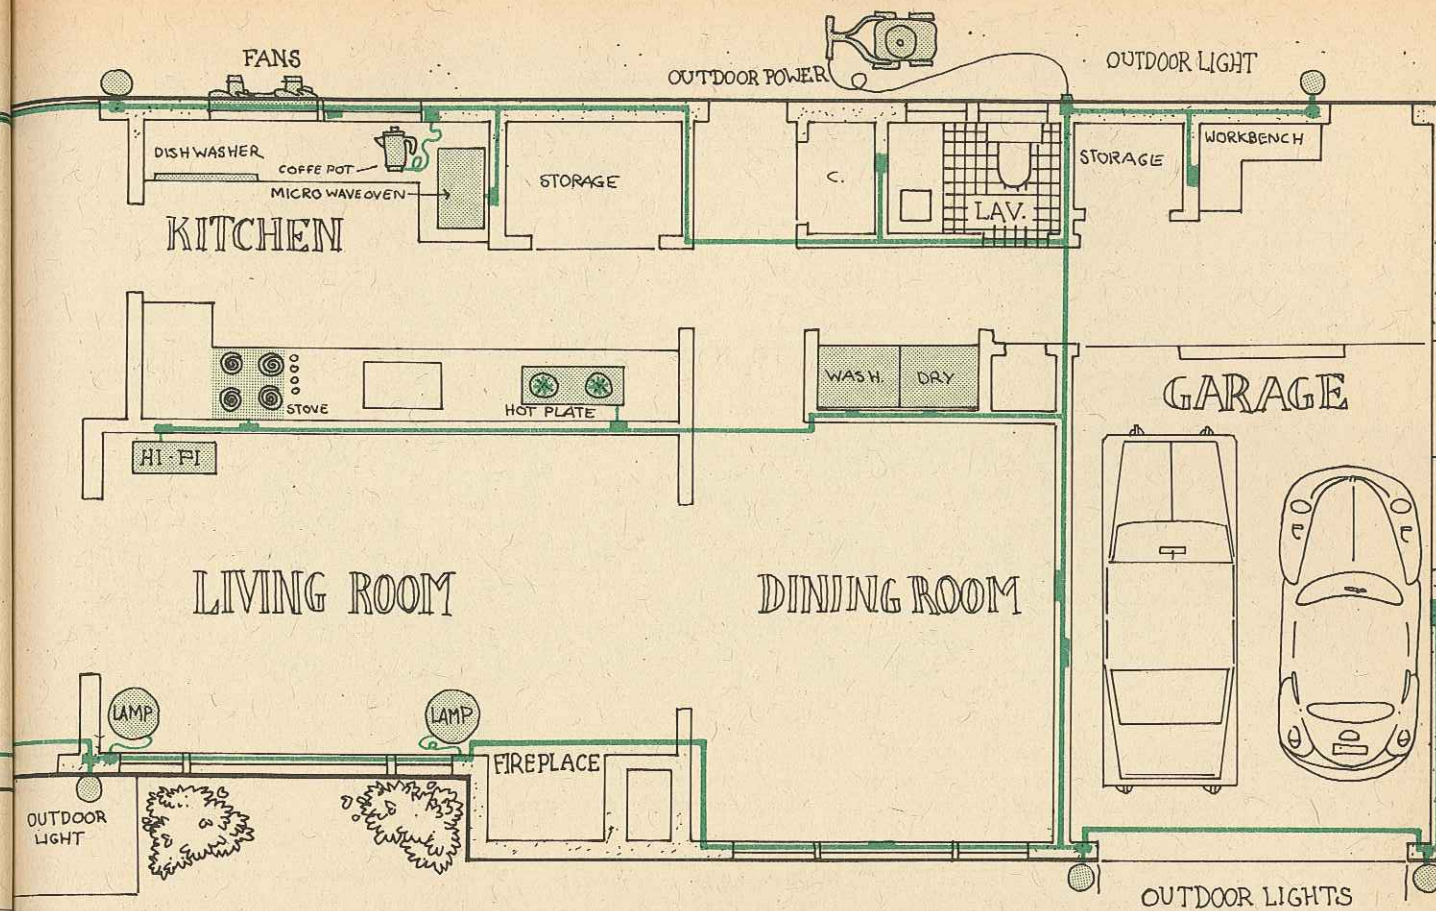 FANS
OUTDOOR POWER
OUTDOOR LIGHT
DISHWASHER
COFFE POT
MICRO WAVE OVEN
STORAGE
C.
LAV.
STORAGE
WORKBENCH
KITCHEN
STOVE
HOT PLATE
WASH.
DRY
GARAGE
HI-FI
LIVING ROOM
DINING ROOM
LAMP
LAMP
FIREPLACE
OUTDOOR
LIGHT
OUTDOOR LIGHTS